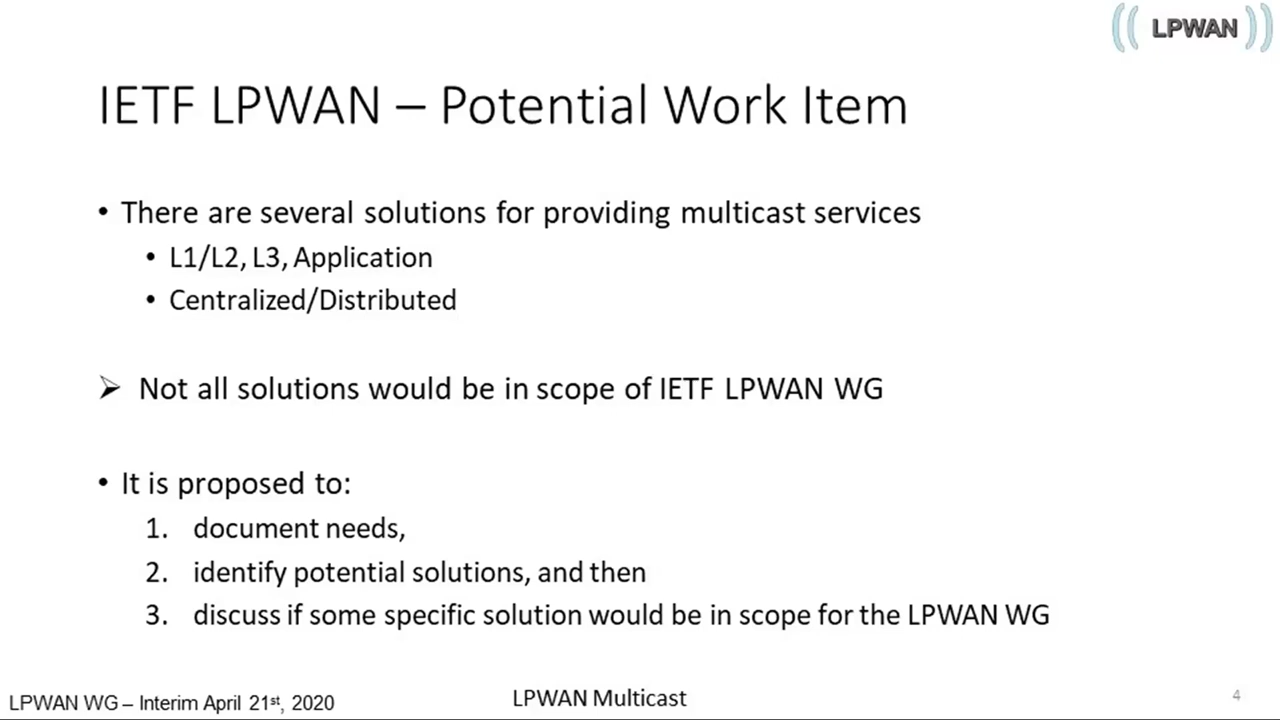 (( LPWAN ))
IETF LPWAN – Potential Work Item
• There are several solutions for providing multicast services
• L1/L2, L3, Application
• Centralized/Distributed
➢ Not all solutions would be in scope of IETF LPWAN WG
• It is proposed to:
1. document needs,
2. identify potential solutions, and then
3. discuss if some specific solution would be in scope for the LPWAN WG
LPWAN WG – Interim April 21st, 2020
LPWAN Multicast
4